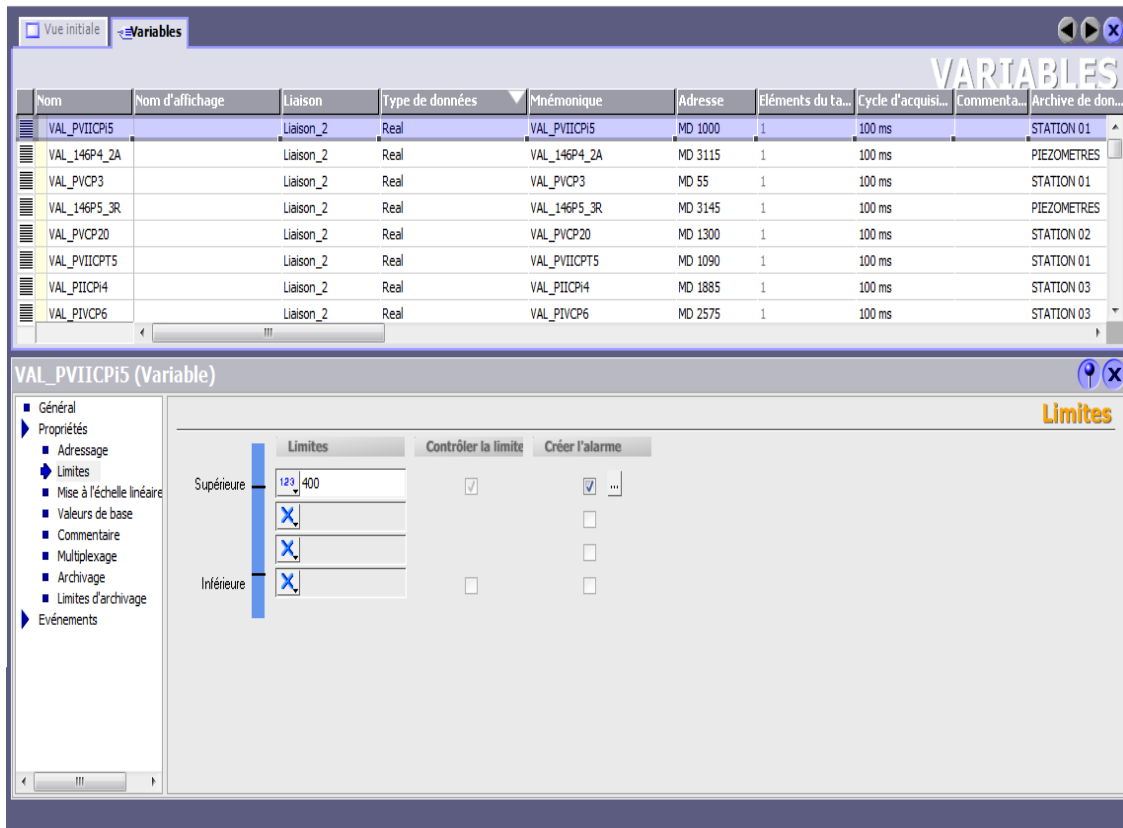 Vue initiale Variables
VARIABLES
Nom Nom d'affichage Liaison Type de données Mnémonique Adresse Eléments du ta... Cycle d'acquisi... Commenta... Archive de don...
VAL_PVIICPi5 Liaison_2 Real VAL_PVIICPi5 MD 1000 1 100 ms STATION 01
VAL_146P4_2A Liaison_2 Real VAL_146P4_2A MD 3115 1 100 ms PIEZOMETRES
VAL_PVCP3 Liaison_2 Real VAL_PVCP3 MD 55 1 100 ms STATION 01
VAL_146P5_3R Liaison_2 Real VAL_146P5_3R MD 3145 1 100 ms PIEZOMETRES
VAL_PVCP20 Liaison_2 Real VAL_PVCP20 MD 1300 1 100 ms STATION 02
VAL_PVIICPT5 Liaison_2 Real VAL_PVIICPT5 MD 1090 1 100 ms STATION 01
VAL_PIICPi4 Liaison_2 Real VAL_PIICPi4 MD 1885 1 100 ms STATION 03
VAL_PIVCP6 Liaison_2 Real VAL_PIVCP6 MD 2575 1 100 ms STATION 03
VAL_PVIICPi5 (Variable)
Général
Propriétés
Adressage
Limites
Mise à l'échelle linéaire
Valeurs de base
Commentaire
Multiplexage
Archivage
Limites d'archivage
Evénements
Limites
Limites Contrôler la limite Créer l'alarme
Supérieure 123 400 ...
Inférieure